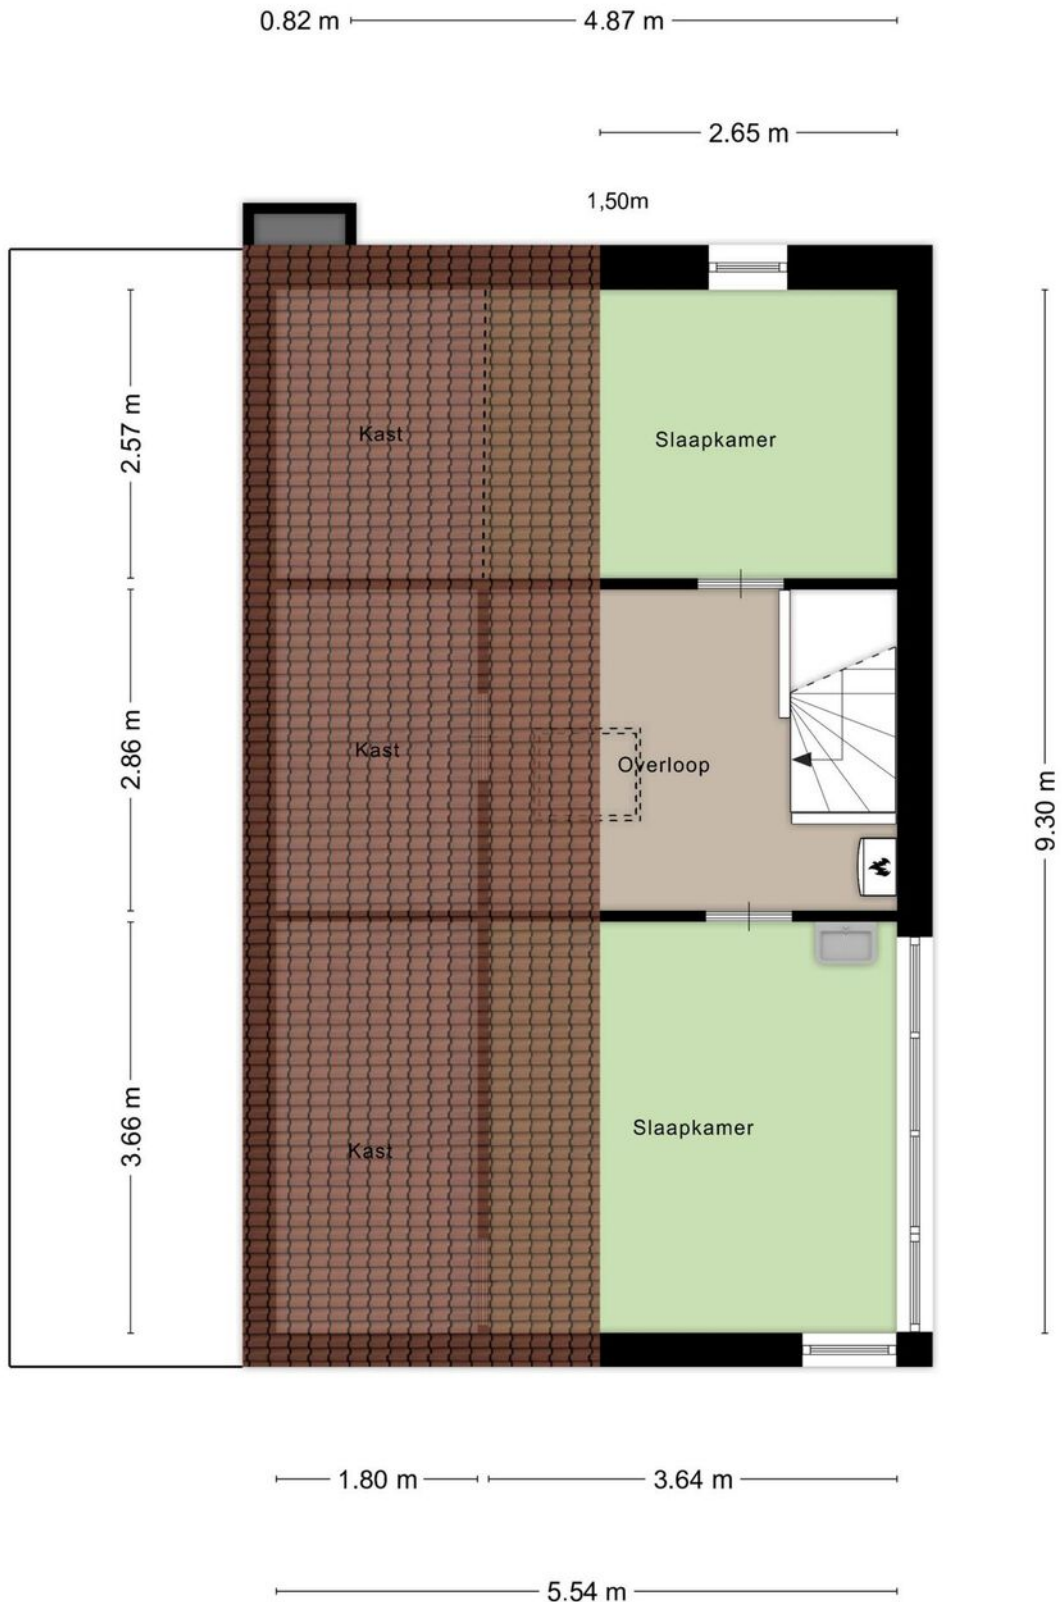 0.82 m
4.87 m
2.65 m
1,50m
2.57 m
Kast
Slaapkamer
2.86 m
Kast
Overloop
9.30 m
3.66 m
Kast
Slaapkamer
1.80 m
3.64 m
5.54 m